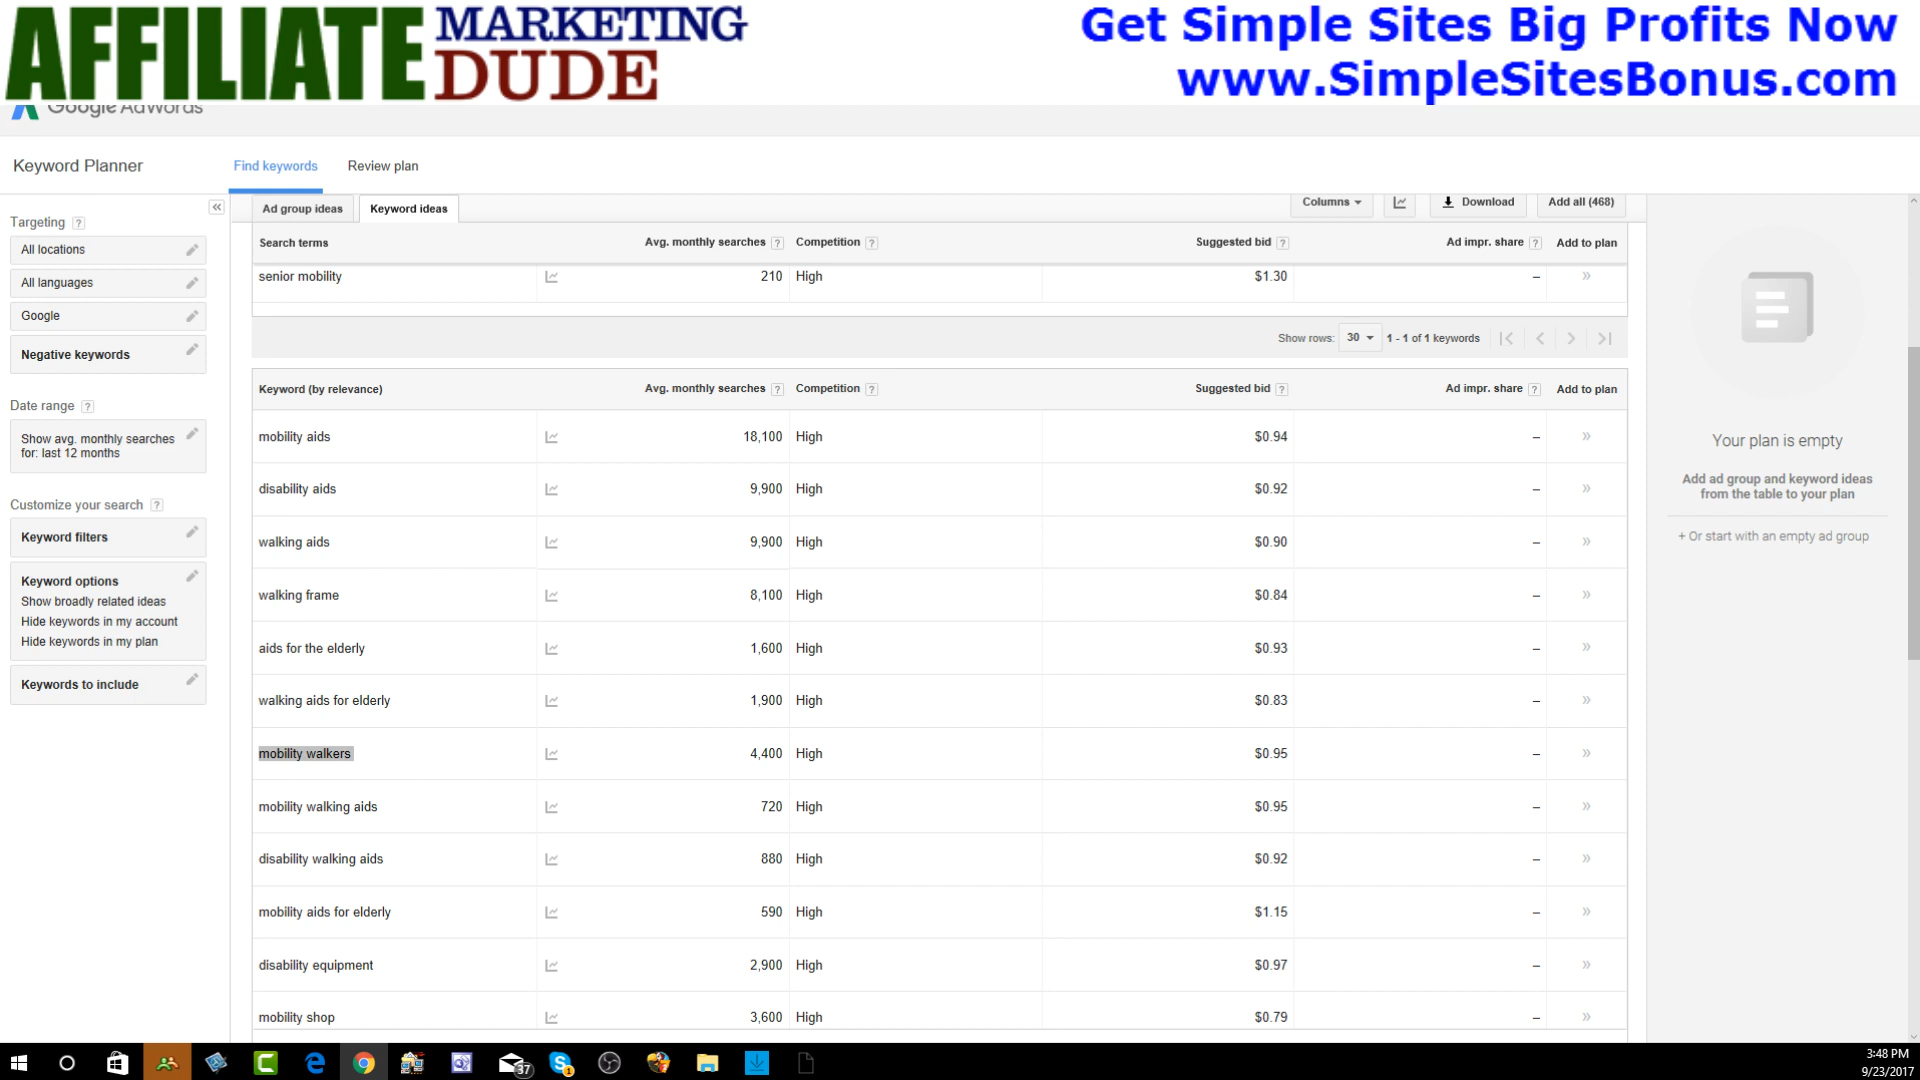 AFFILIATE MARKETING DUDE
Get Simple Sites Big Profits Now
www.SimpleSitesBonus.com
Google AdWords
Keyword Planner
Find keywords
Review plan
«
Targeting ?
All locations
All languages
Google
Negative keywords
Date range ?
Show avg. monthly searches
for: last 12 months
Customize your search ?
Keyword filters
Keyword options
Show broadly related ideas
Hide keywords in my account
Hide keywords in my plan
Keywords to include
Ad group ideas
Keyword ideas
Columns
Download
Add all (468)
Search terms Avg. monthly searches ? Competition ? Suggested bid ? Ad impr. share ? Add to plan
senior mobility 210 High $1.30 – »
Show rows: 30 1 - 1 of 1 keywords
Keyword (by relevance) Avg. monthly searches ? Competition ? Suggested bid ? Ad impr. share ? Add to plan
mobility aids 18,100 High $0.94 – »
disability aids 9,900 High $0.92 – »
walking aids 9,900 High $0.90 – »
walking frame 8,100 High $0.84 – »
aids for the elderly 1,600 High $0.93 – »
walking aids for elderly 1,900 High $0.83 – »
mobility walkers 4,400 High $0.95 – »
mobility walking aids 720 High $0.95 – »
disability walking aids 880 High $0.92 – »
mobility aids for elderly 590 High $1.15 – »
disability equipment 2,900 High $0.97 – »
mobility shop 3,600 High $0.79 – »
Your plan is empty
Add ad group and keyword ideas
from the table to your plan
+ Or start with an empty ad group
37
1
3:48 PM
9/23/2017